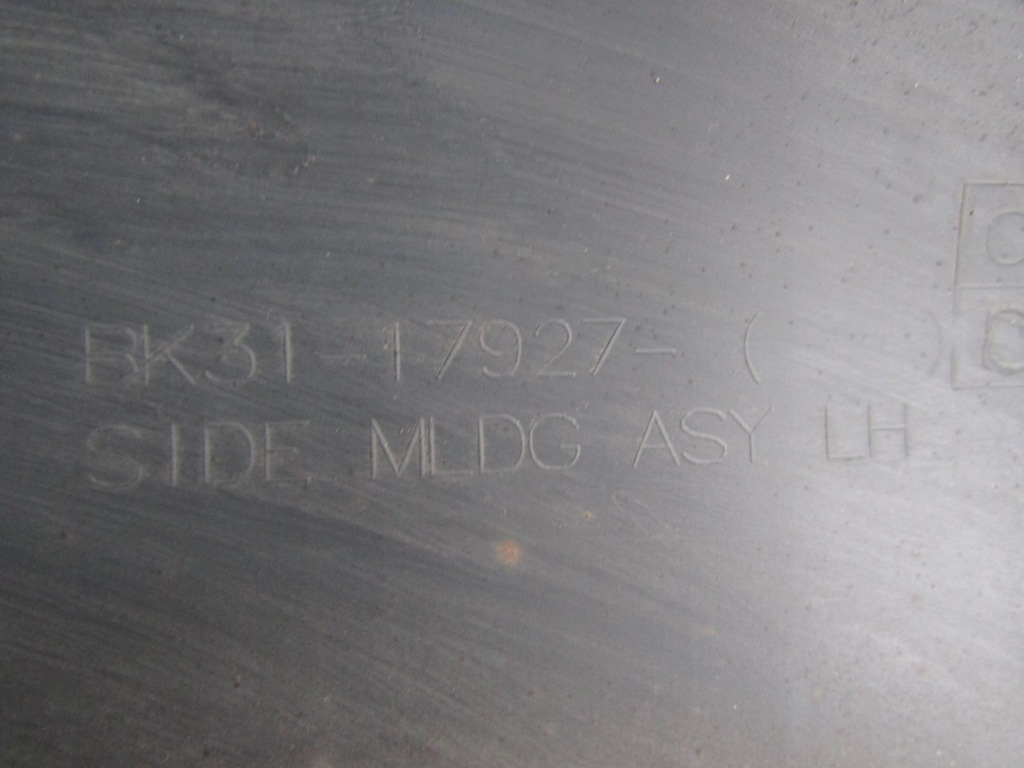 BK31-17927-( )
SIDE MLDG ASY LH
C